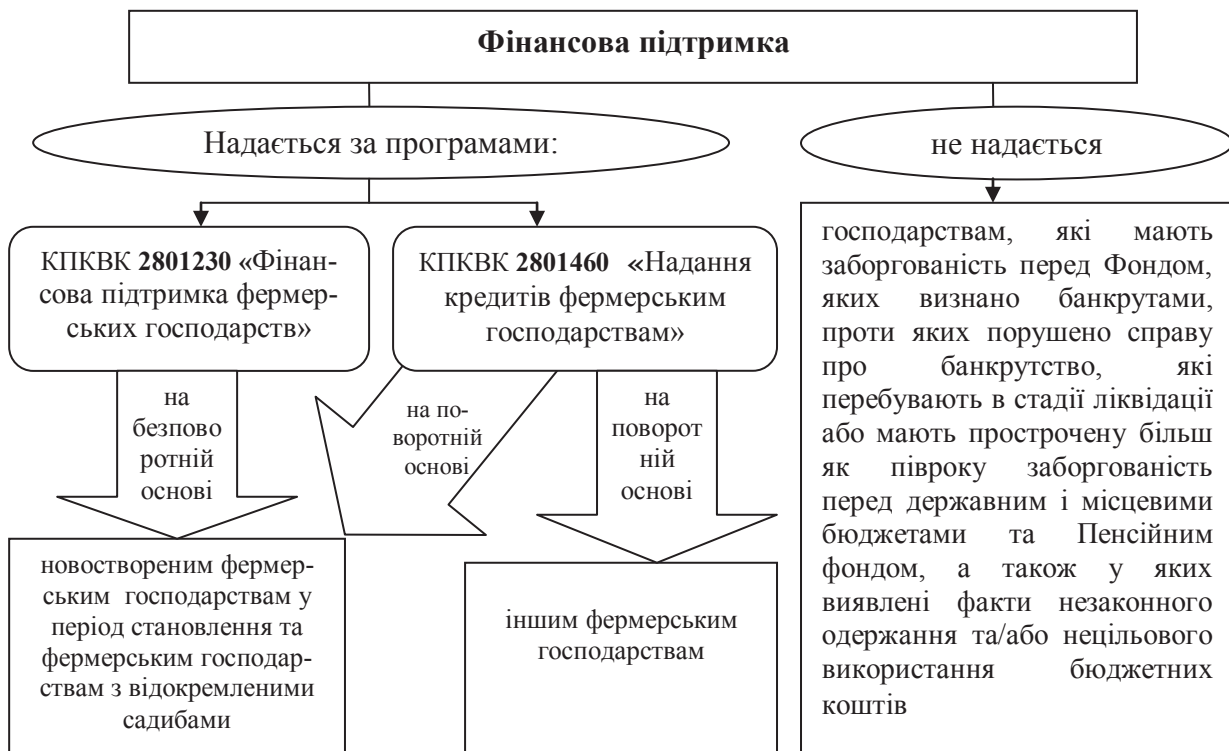 Фінансова підтримка
Надається за програмами:
не надається
КПКВК 2801230 «Фінан-
сова підтримка фермер-
ських господарств»
КПКВК 2801460 «Надання
кредитів фермерським
господарствам»
господарствам, які мають
заборгованість перед Фондом,
яких визнано банкрутами,
проти яких порушено справу
про банкрутство, які
перебувають в стадії ліквідації
або мають прострочену більш
як півроку заборгованість
перед державним і місцевими
бюджетами та Пенсійним
фондом, а також у яких
виявлені факти незаконного
одержання та/або нецільового
використання бюджетних
коштів
на
безпово
ротній
основі
на по-
воротній
основі
на
поворот
ній
основі
новоствореним фермер-
ським господарствам у
період становлення та
фермерським господар-
ствам з відокремленими
садибами
іншим фермерським
господарствам